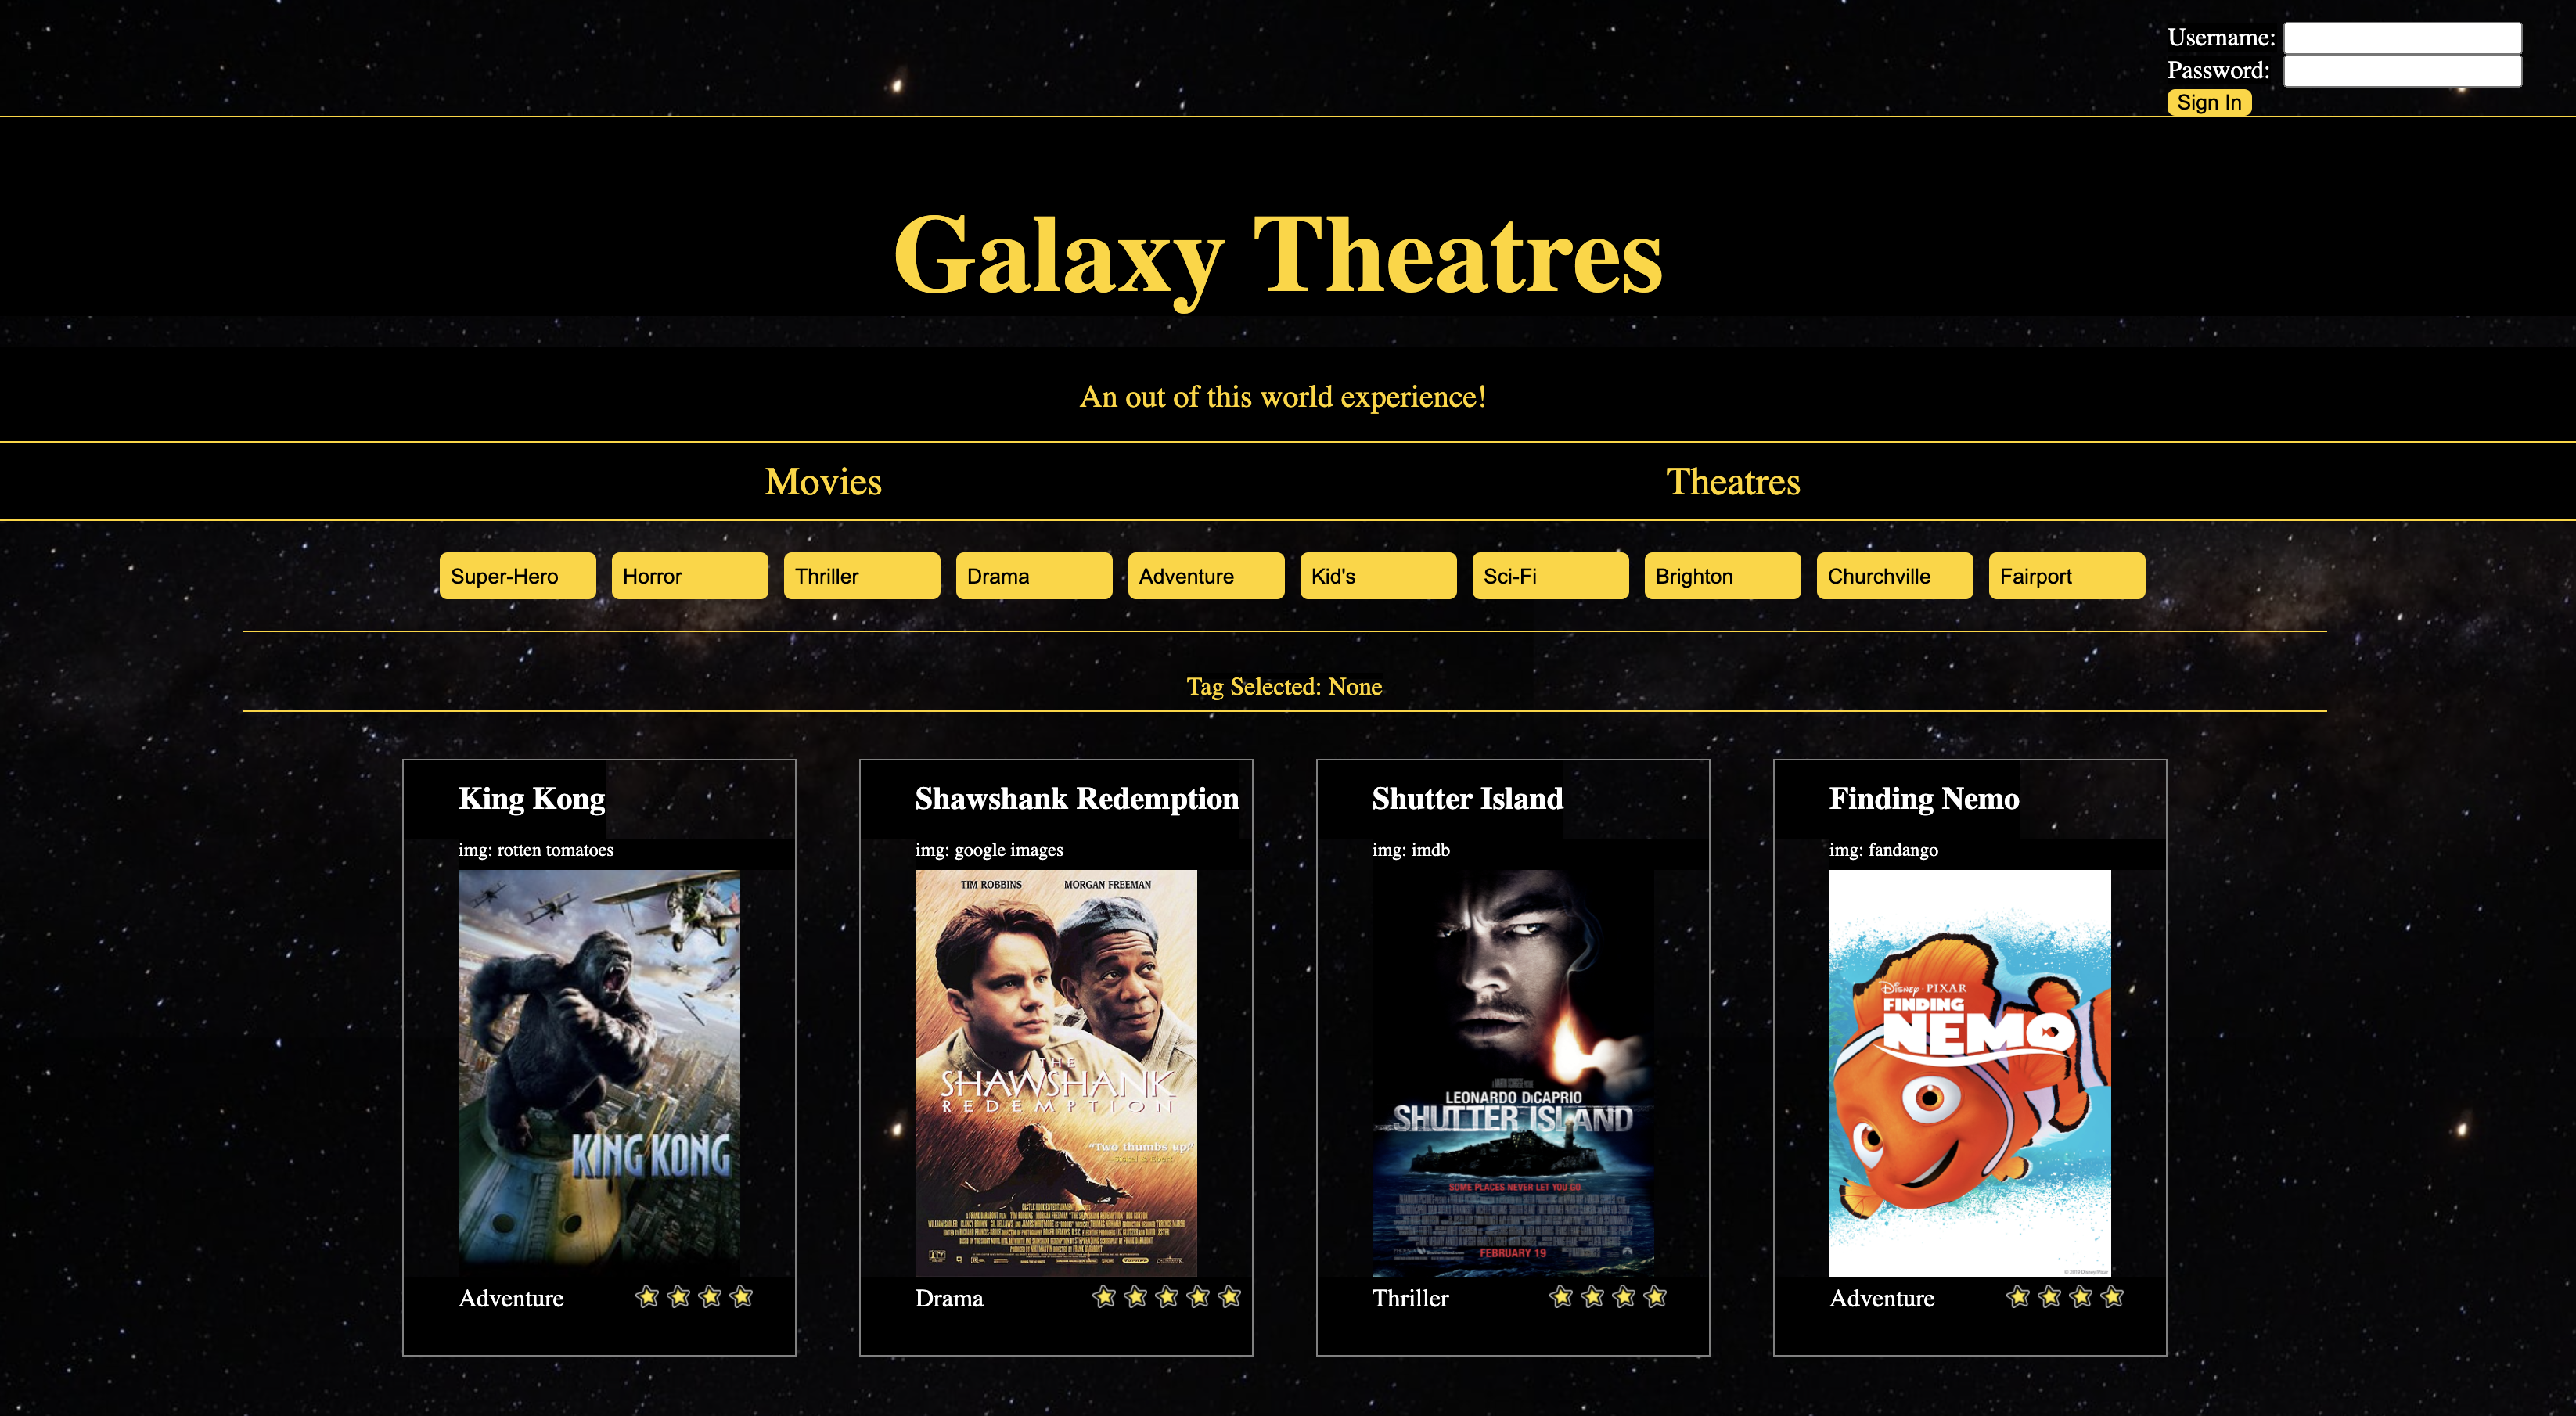 Username:
Password:
Sign In
Galaxy Theatres
An out of this world experience!
Movies Theatres
Super-Hero Horror Thriller Drama Adventure Kid's Sci-Fi Brighton Churchville Fairport
Tag Selected: None
King Kong
img: rotten tomatoes
KING KONG
Adventure
Shawshank Redemption
img: google images
TIM ROBBINS MORGAN FREEMAN
THE
SHAWSHANK
REDEMPTION
"Two thumbs up!"
Drama
Shutter Island
img: imdb
LEONARDO DiCAPRIO
SHUTTER ISLAND
SOME PLACES NEVER LET YOU GO
FEBRUARY 19
Thriller
Finding Nemo
img: fandango
DISNEY · PIXAR
FINDING
NEMO
Adventure